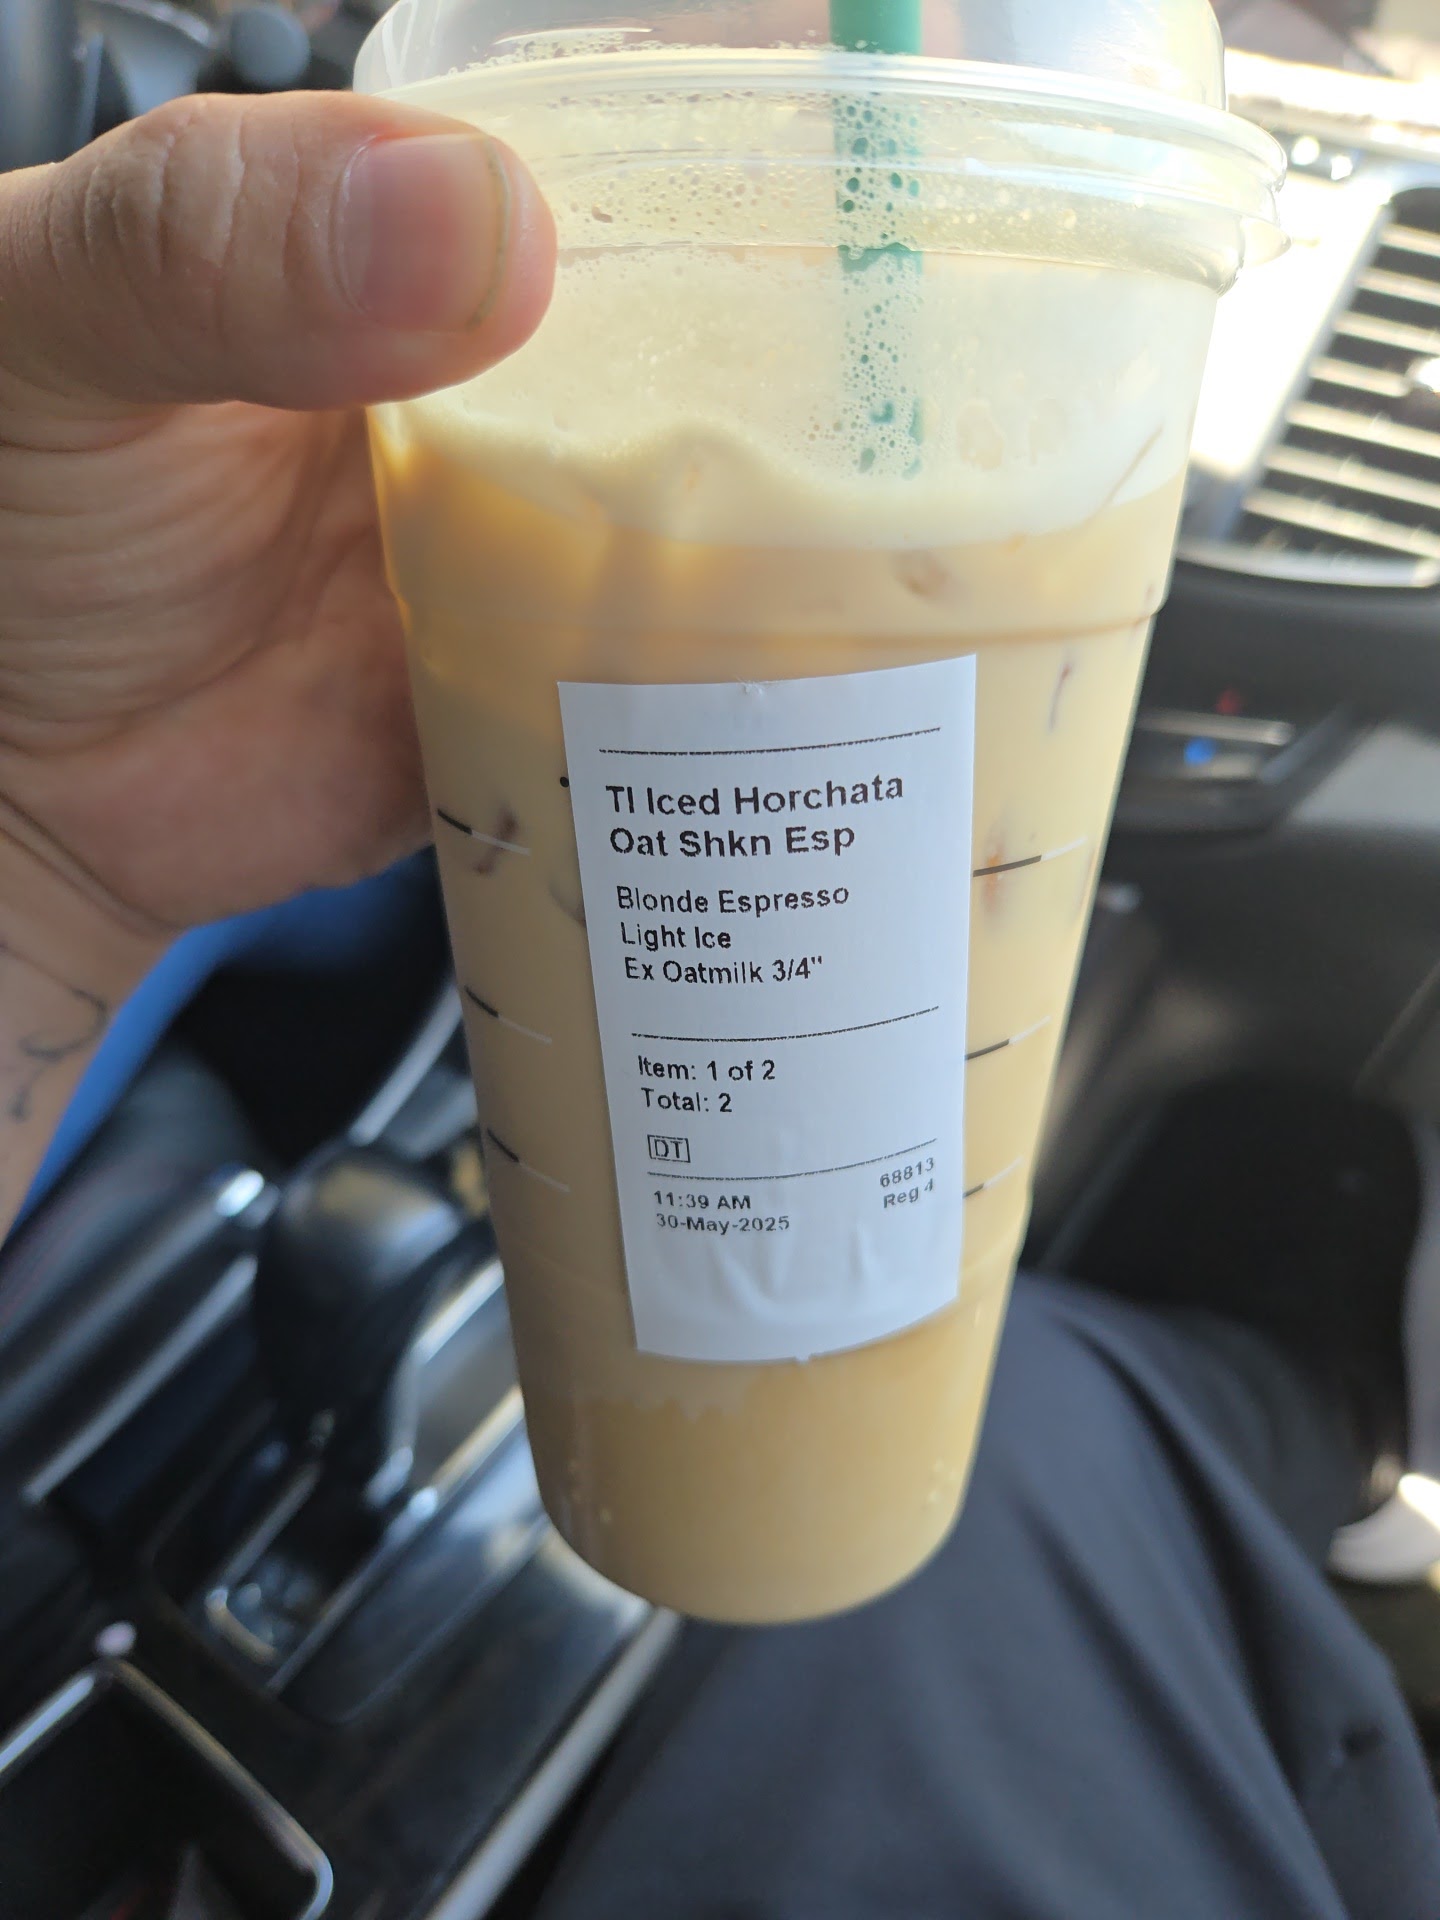 Tl Iced Horchata
Oat Shkn Esp
Blonde Espresso
Light Ice
Ex Oatmilk 3/4"
Item: 1 of 2
Total: 2
DT
68813
11:39 AM
Reg 4
30-May-2025